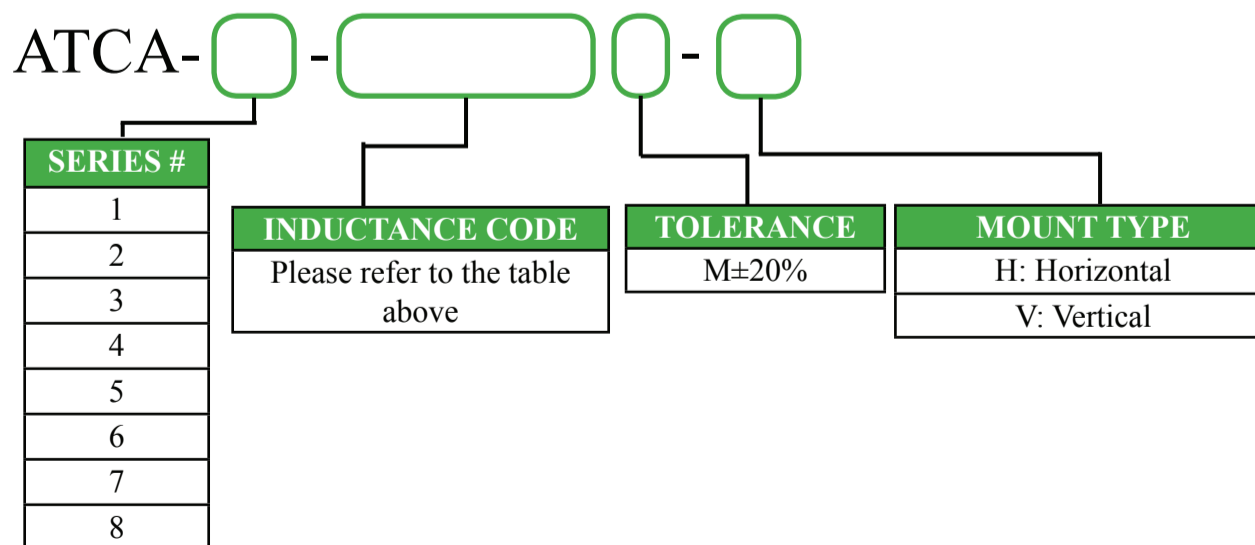 ATCA- - -
SERIES #
1
2
3
4
5
6
7
8
INDUCTANCE CODE
Please refer to the table
above
TOLERANCE
M±20%
MOUNT TYPE
H: Horizontal
V: Vertical